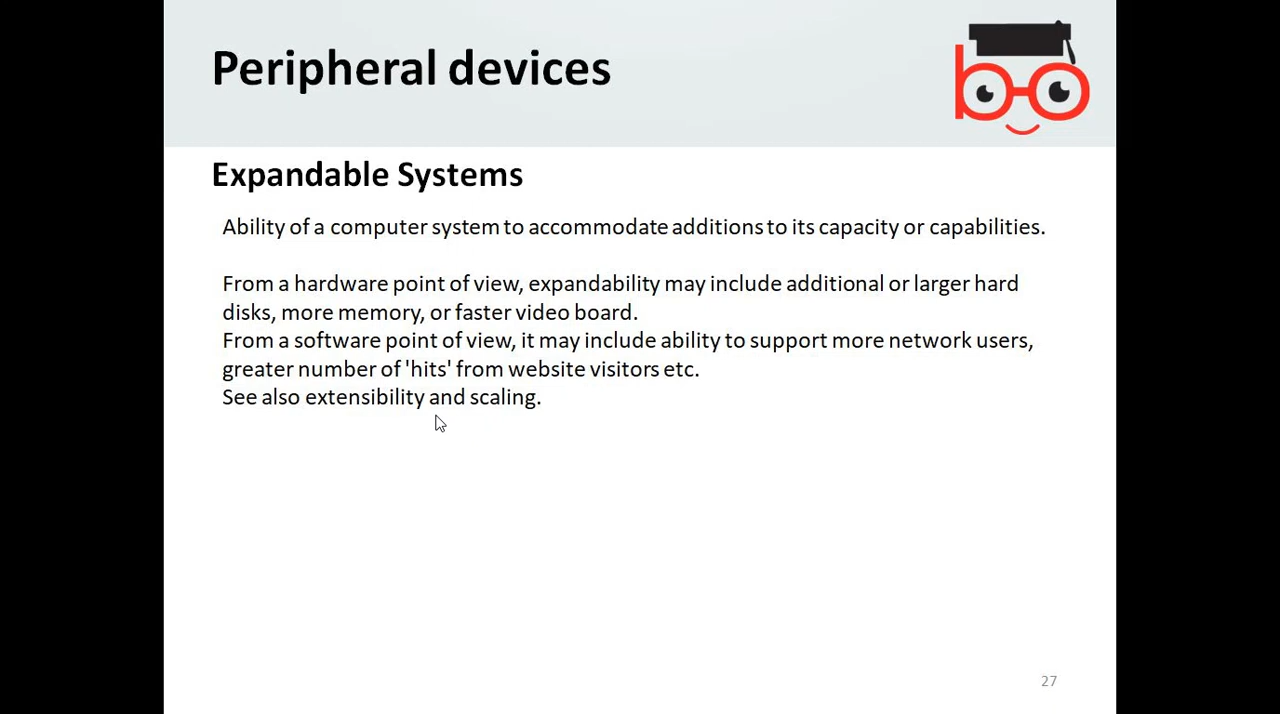 Peripheral devices
Expandable Systems
Ability of a computer system to accommodate additions to its capacity or capabilities.
From a hardware point of view, expandability may include additional or larger hard
disks, more memory, or faster video board.
From a software point of view, it may include ability to support more network users,
greater number of 'hits' from website visitors etc.
See also extensibility and scaling.
27